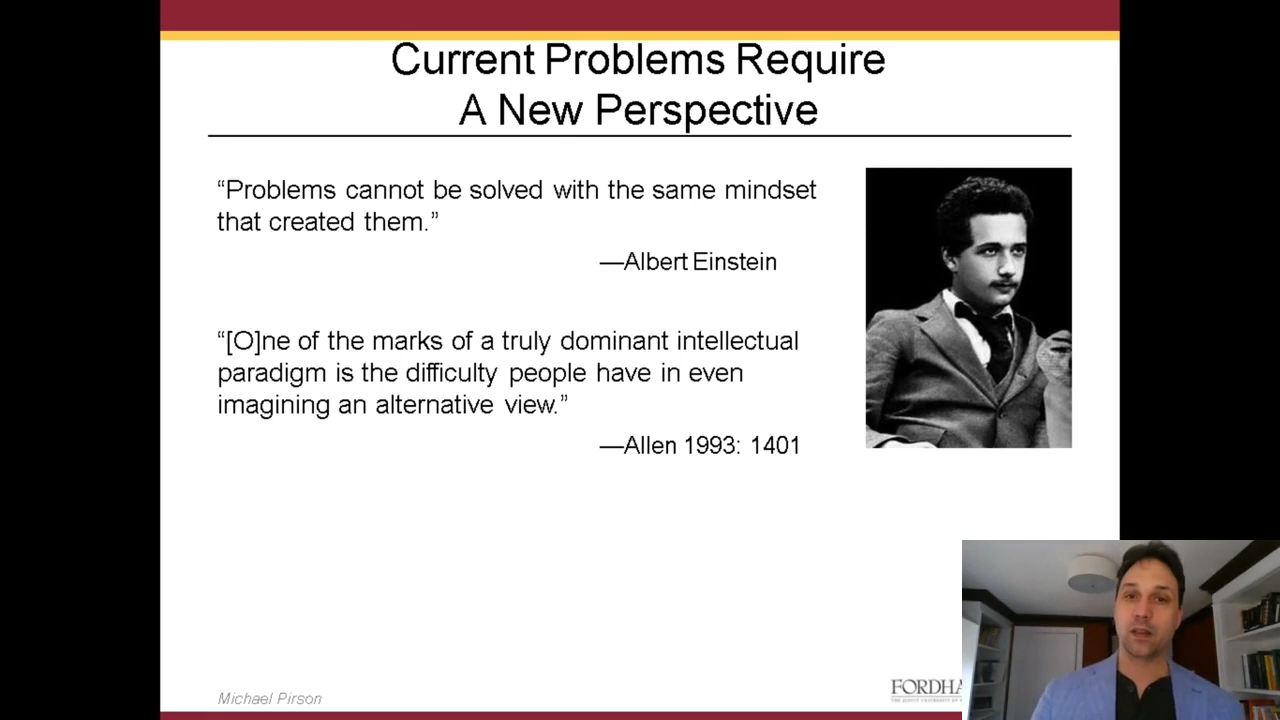 Current Problems Require
A New Perspective
“Problems cannot be solved with the same mindset
that created them.”
—Albert Einstein
“[O]ne of the marks of a truly dominant intellectual
paradigm is the difficulty people have in even
imagining an alternative view.”
—Allen 1993: 1401
Michael Pirson
FORDHA